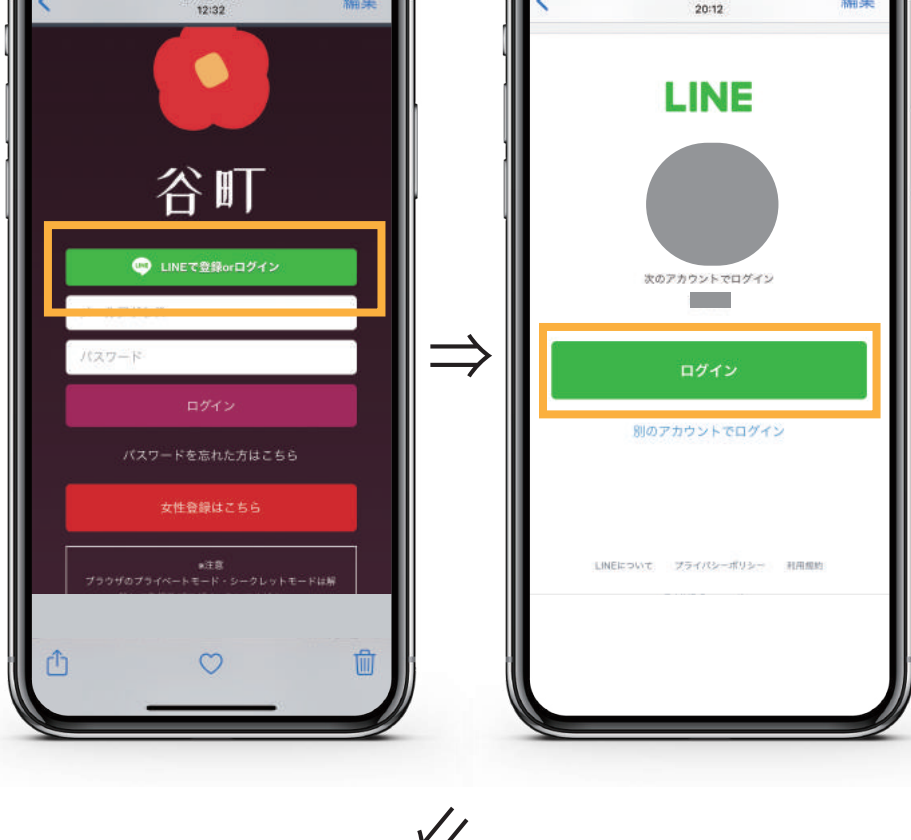 12:32
編集
谷町
LINE
LINEで登録orログイン
パスワード
ログイン
パスワードを忘れた方はこちら
女性登録はこちら
※注意
ブラウザのプライベートモード・シークレットモードは解
⇒
20:12
編集
LINE
次のアカウントでログイン
ログイン
別のアカウントでログイン
LINEについて プライバシーポリシー 利用規約